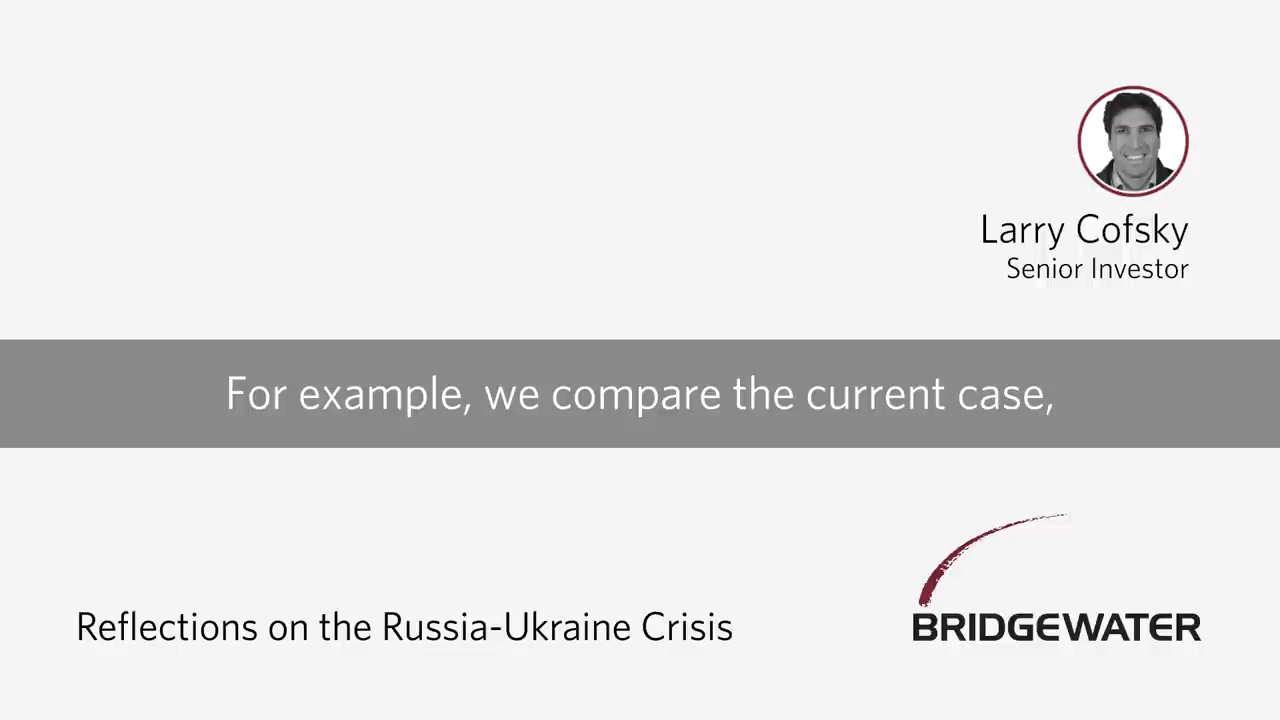 Larry Cofsky
Senior Investor
For example, we compare the current case,
Reflections on the Russia-Ukraine Crisis
BRIDGEWATER